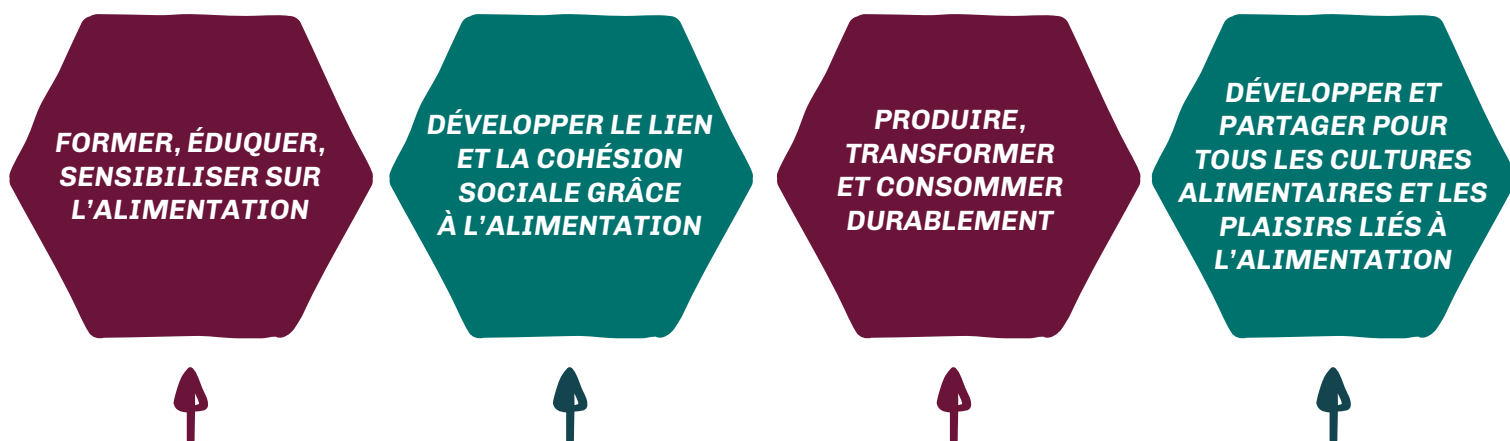 FORMER, ÉDUQUER,
SENSIBILISER SUR
L'ALIMENTATION
DÉVELOPPER LE LIEN
ET LA COHÉSION
SOCIALE GRÂCE
À L'ALIMENTATION
PRODUIRE,
TRANSFORMER
ET CONSOMMER
DURABLEMENT
DÉVELOPPER ET
PARTAGER POUR
TOUS LES CULTURES
ALIMENTAIRES ET LES
PLAISIRS LIÉS À
L'ALIMENTATION